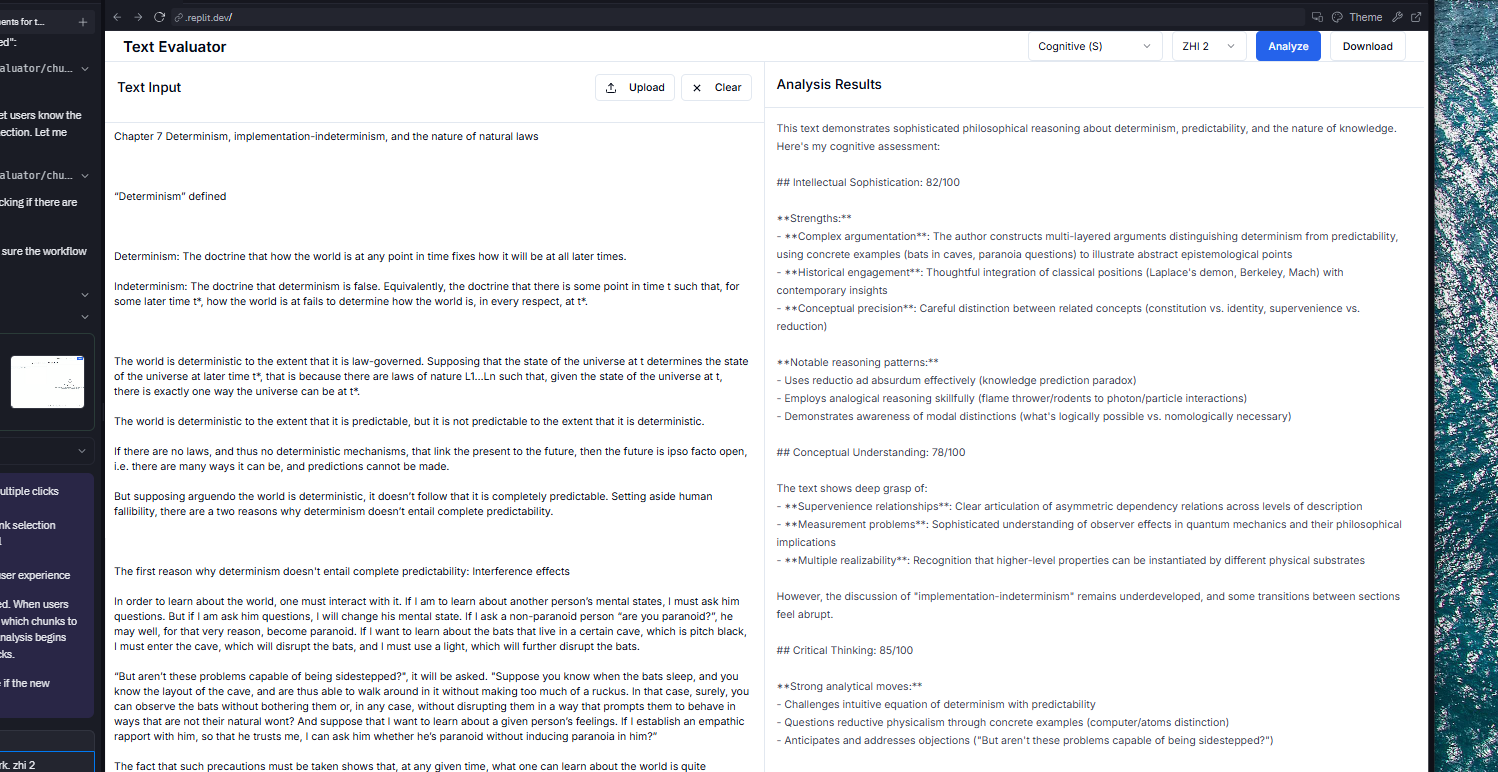 ents for t...
ed":
aluator/chu...
et users know the
ection. Let me
aluator/chu...
cking if there are
sure the workflow
ultiple clicks
nk selection
user experience
ed. When users
which chunks to
analysis begins
cks.
e if the new
rk. zhi 2
.replit.dev/
Theme
Text Evaluator
Cognitive (S)
ZHI 2
Analyze
Download
Text Input
Upload
Clear
Chapter 7 Determinism, implementation-indeterminism, and the nature of natural laws
“Determinism” defined
Determinism: The doctrine that how the world is at any point in time fixes how it will be at all later times.
Indeterminism: The doctrine that determinism is false. Equivalently, the doctrine that there is some point in time t such that, for
some later time t*, how the world is at fails to determine how the world is, in every respect, at t*.
The world is deterministic to the extent that it is law-governed. Supposing that the state of the universe at t determines the state
of the universe at later time t*, that is because there are laws of nature L1...Ln such that, given the state of the universe at t,
there is exactly one way the universe can be at t*.
The world is deterministic to the extent that it is predictable, but it is not predictable to the extent that it is deterministic.
If there are no laws, and thus no deterministic mechanisms, that link the present to the future, then the future is ipso facto open,
i.e. there are many ways it can be, and predictions cannot be made.
But supposing arguendo the world is deterministic, it doesn’t follow that it is completely predictable. Setting aside human
fallibility, there are a two reasons why determinism doesn’t entail complete predictability.
The first reason why determinism doesn't entail complete predictability: Interference effects
In order to learn about the world, one must interact with it. If I am to learn about another person’s mental states, I must ask him
questions. But if I am ask him questions, I will change his mental state. If I ask a non-paranoid person “are you paranoid?”, he
may well, for that very reason, become paranoid. If I want to learn about the bats that live in a certain cave, which is pitch black,
I must enter the cave, which will disrupt the bats, and I must use a light, which will further disrupt the bats.
“But aren’t these problems capable of being sidestepped?”, it will be asked. "Suppose you know when the bats sleep, and you
know the layout of the cave, and are thus able to walk around in it without making too much of a ruckus. In that case, surely, you
can observe the bats without bothering them or, in any case, without disrupting them in a way that prompts them to behave in
ways that are not their natural wont? And suppose that I want to learn about a given person’s feelings. If I establish an empathic
rapport with him, so that he trusts me, I can ask him whether he’s paranoid without inducing paranoia in him?”
The fact that such precautions must be taken shows that, at any given time, what one can learn about the world is quite
Analysis Results
This text demonstrates sophisticated philosophical reasoning about determinism, predictability, and the nature of knowledge.
Here's my cognitive assessment:
## Intellectual Sophistication: 82/100
**Strengths:**
- **Complex argumentation**: The author constructs multi-layered arguments distinguishing determinism from predictability,
using concrete examples (bats in caves, paranoia questions) to illustrate abstract epistemological points
- **Historical engagement**: Thoughtful integration of classical positions (Laplace's demon, Berkeley, Mach) with
contemporary insights
- **Conceptual precision**: Careful distinction between related concepts (constitution vs. identity, supervenience vs.
reduction)
**Notable reasoning patterns:**
- Uses reductio ad absurdum effectively (knowledge prediction paradox)
- Employs analogical reasoning skillfully (flame thrower/rodents to photon/particle interactions)
- Demonstrates awareness of modal distinctions (what's logically possible vs. nomologically necessary)
## Conceptual Understanding: 78/100
The text shows deep grasp of:
- **Supervenience relationships**: Clear articulation of asymmetric dependency relations across levels of description
- **Measurement problems**: Sophisticated understanding of observer effects in quantum mechanics and their philosophical
implications
- **Multiple realizability**: Recognition that higher-level properties can be instantiated by different physical substrates
However, the discussion of "implementation-indeterminism" remains underdeveloped, and some transitions between sections
feel abrupt.
## Critical Thinking: 85/100
**Strong analytical moves:**
- Challenges intuitive equation of determinism with predictability
- Questions reductive physicalism through concrete examples (computer/atoms distinction)
- Anticipates and addresses objections ("But aren't these problems capable of being sidestepped?")